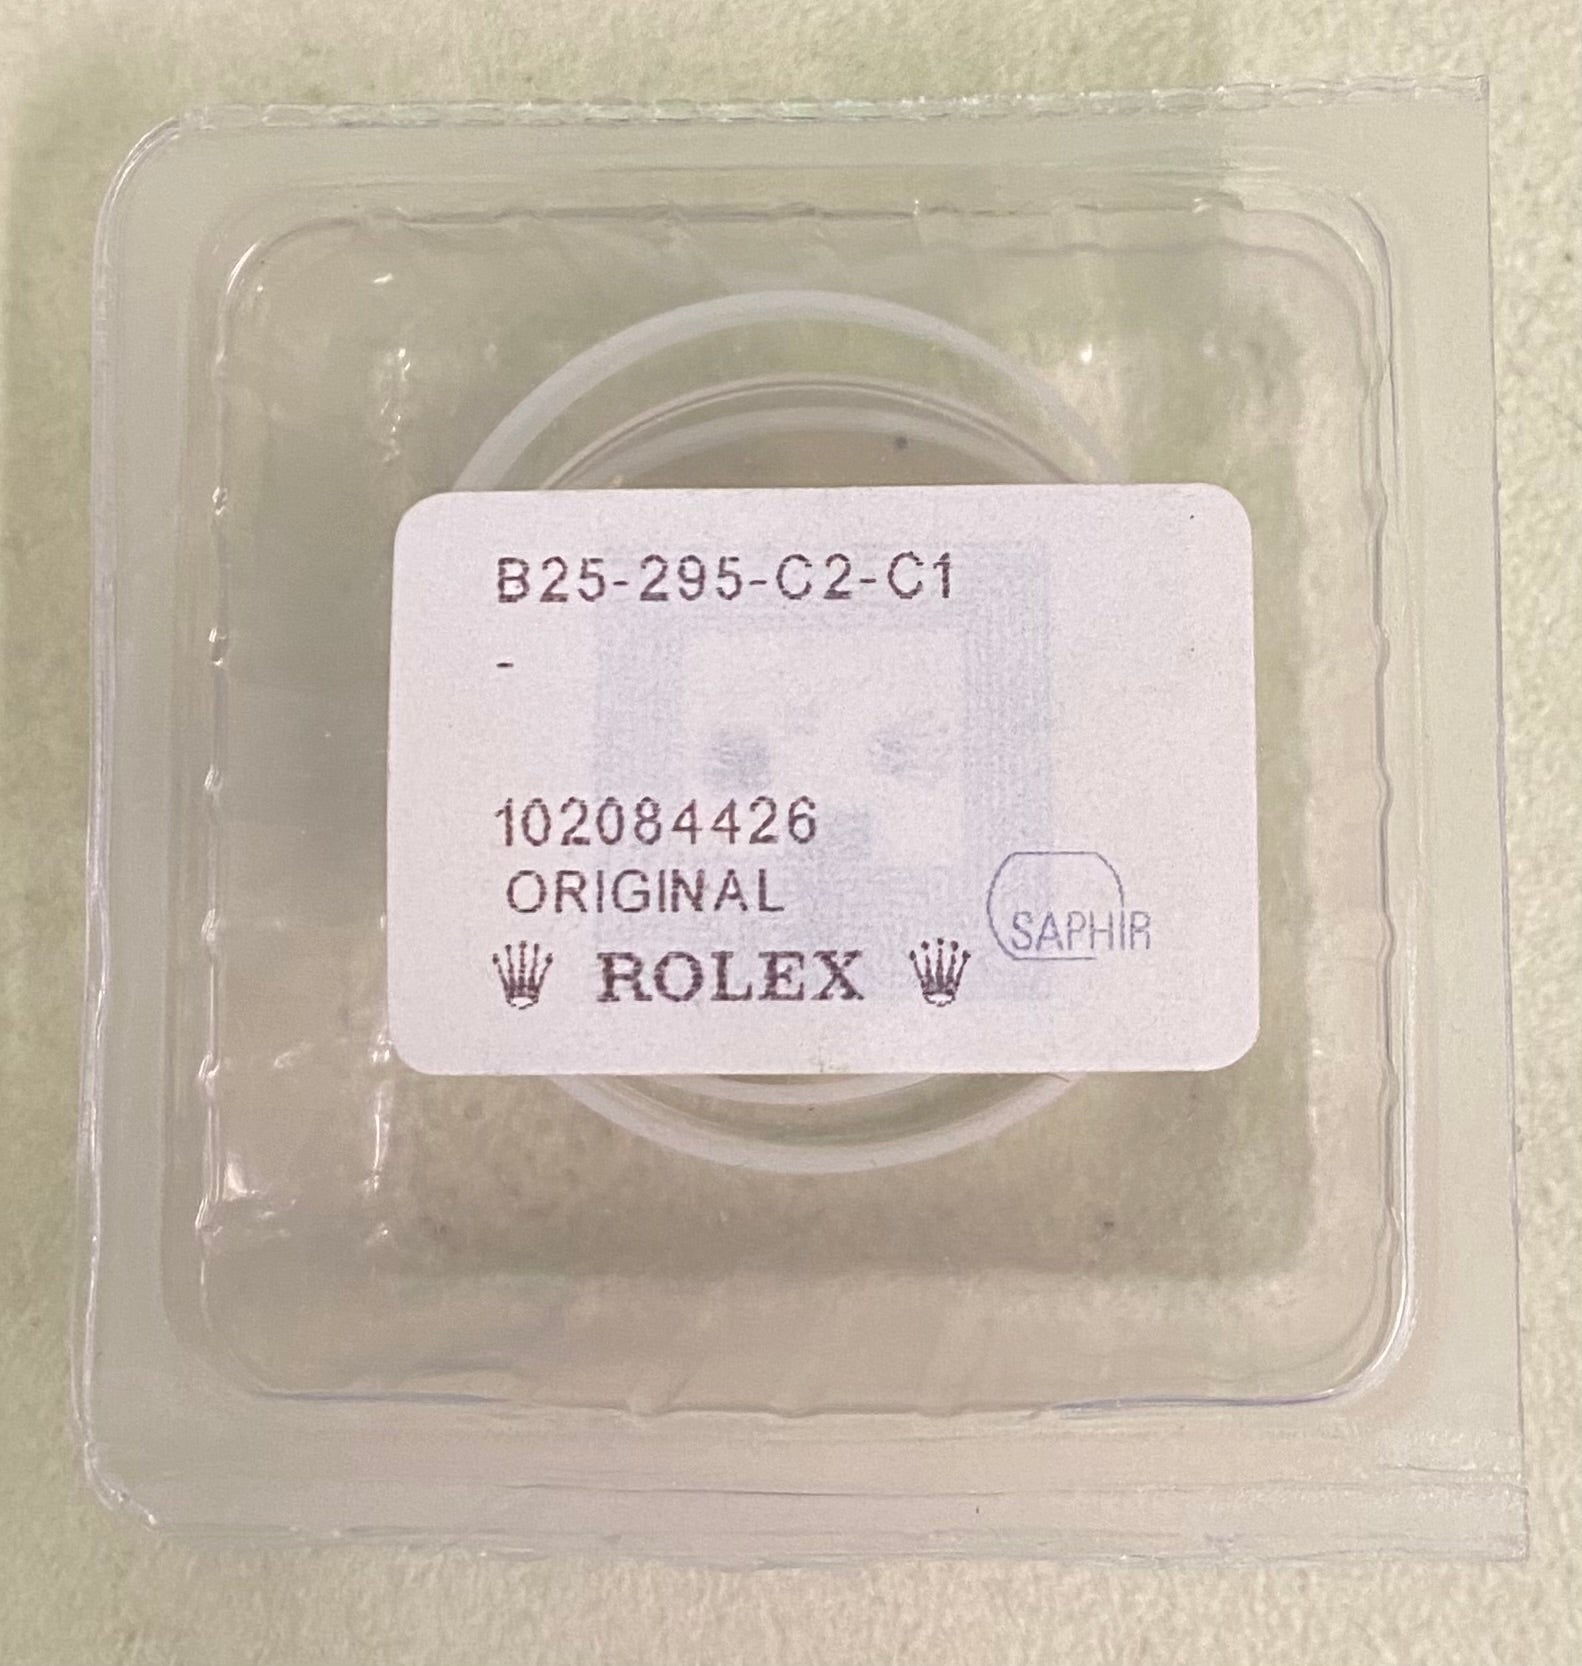 B25-295-C2-C1
-
102084426
ORIGINAL
ROLEX
SAPHIR